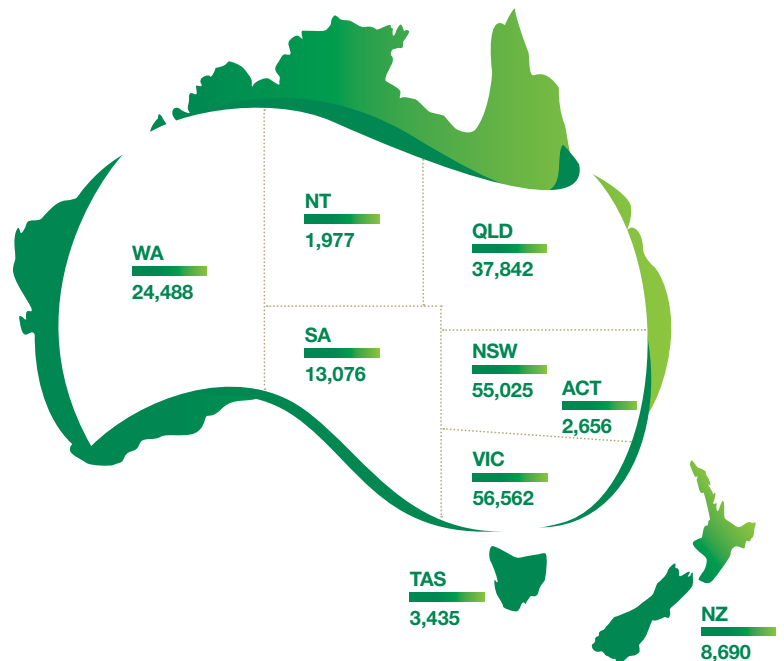 NT
1,977
QLD
37,842
WA
24,488
SA
13,076
NSW
55,025
ACT
2,656
VIC
56,562
TAS
3,435
NZ
8,690